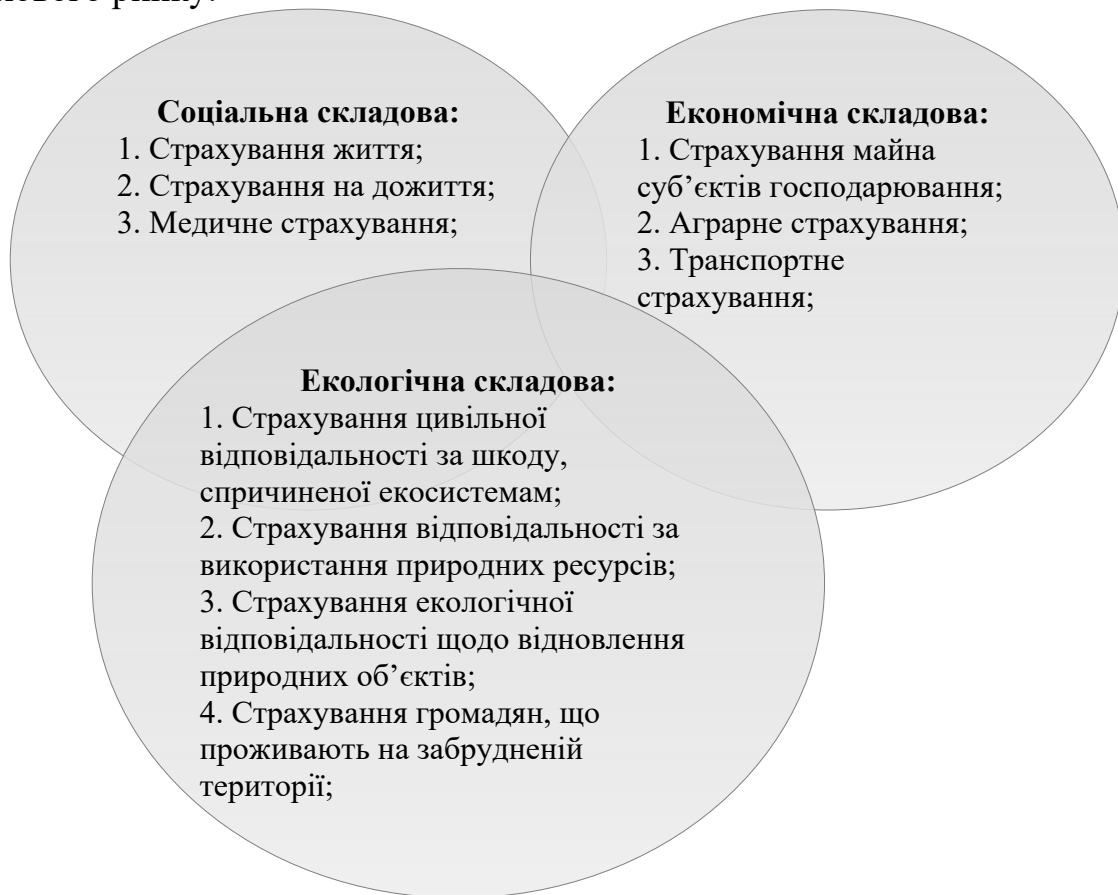 Соціальна складова:
1. Страхування життя;
2. Страхування на дожиття;
3. Медичне страхування;
Економічна складова:
1. Страхування майна
суб’єктів господарювання;
2. Аграрне страхування;
3. Транспортне
страхування;
Екологічна складова:
1. Страхування цивільної
відповідальності за шкоду,
спричиненої екосистемам;
2. Страхування відповідальності за
використання природних ресурсів;
3. Страхування екологічної
відповідальності щодо відновлення
природних об’єктів;
4. Страхування громадян, що
проживають на забрудненій
території;